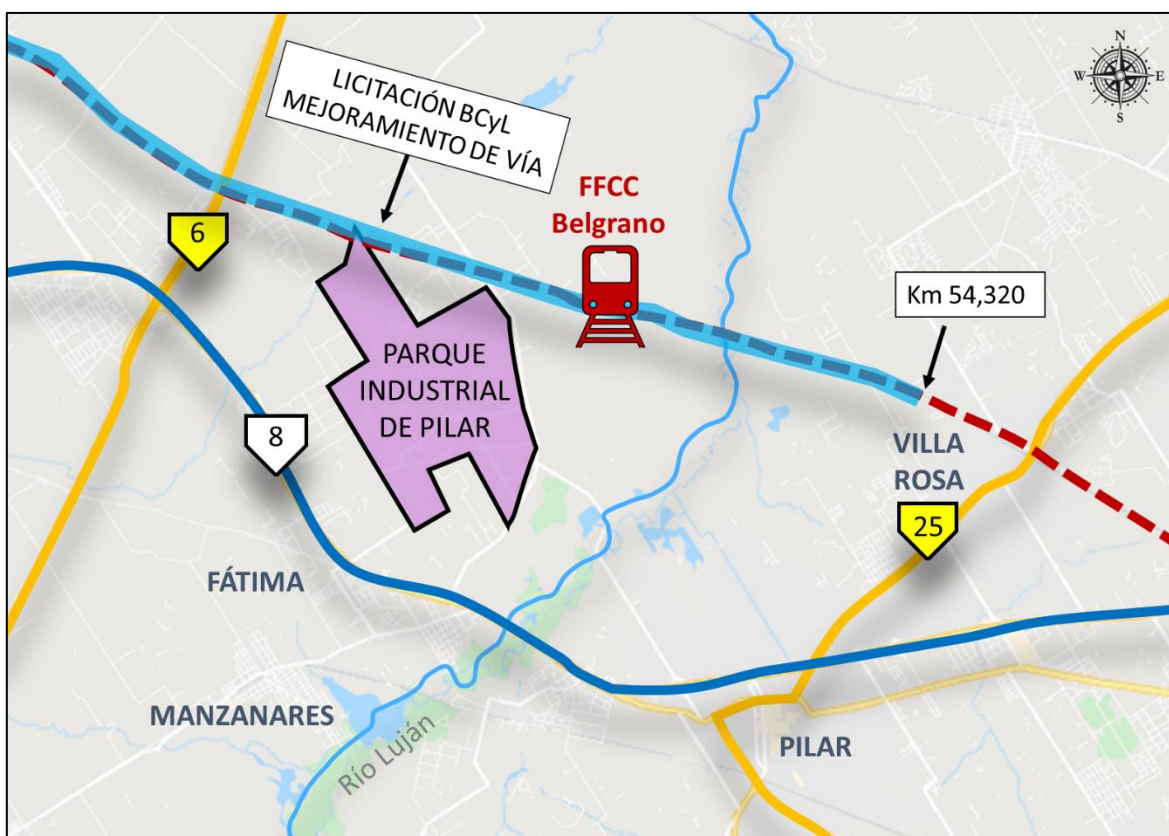 N
W
E
S
LICITACIÓN BCyL
MEJORAMIENTO DE VÍA
FFCC
Belgrano
6
Km 54,320
PARQUE
INDUSTRIAL
DE PILAR
8
VILLA
ROSA
25
FÁTIMA
MANZANARES
Río Luján
PILAR